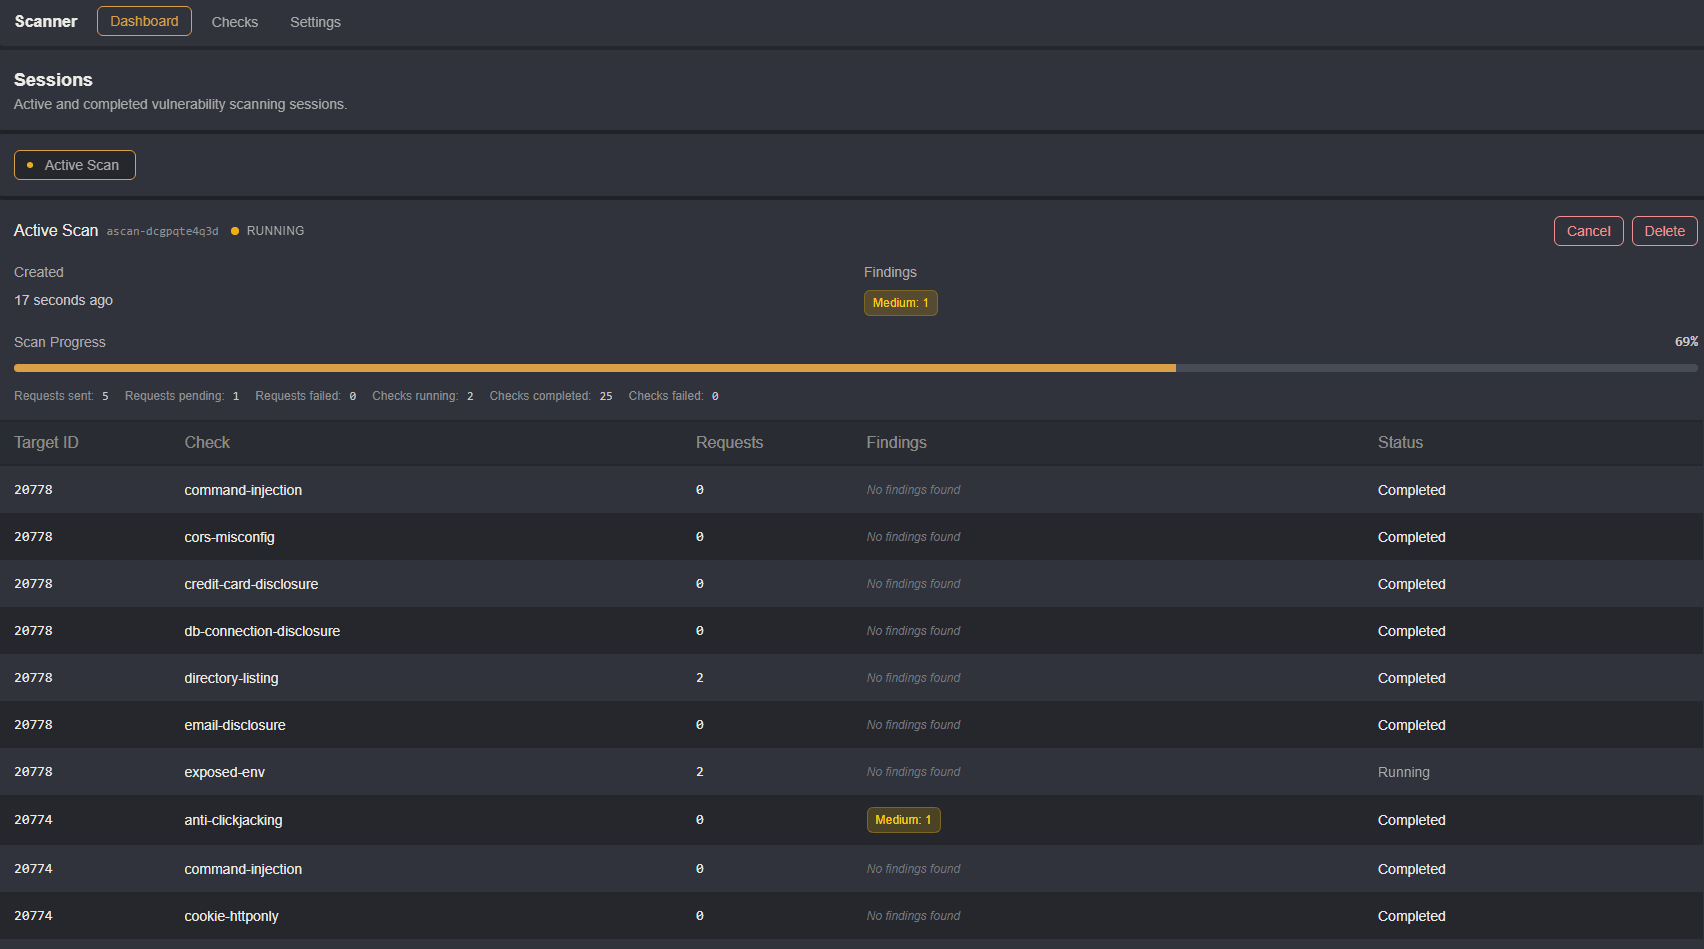 Scanner Dashboard Checks Settings
Sessions
Active and completed vulnerability scanning sessions.
Active Scan
Active Scan ascan-dcgpqte4q3d RUNNING Cancel Delete
Created Findings
17 seconds ago Medium: 1
Scan Progress 69%
Requests sent: 5 Requests pending: 1 Requests failed: 0 Checks running: 2 Checks completed: 25 Checks failed: 0
Target ID Check Requests Findings Status
20778 command-injection 0 No findings found Completed
20778 cors-misconfig 0 No findings found Completed
20778 credit-card-disclosure 0 No findings found Completed
20778 db-connection-disclosure 0 No findings found Completed
20778 directory-listing 2 No findings found Completed
20778 email-disclosure 0 No findings found Completed
20778 exposed-env 2 No findings found Running
20774 anti-clickjacking 0 Medium: 1 Completed
20774 command-injection 0 No findings found Completed
20774 cookie-httponly 0 No findings found Completed